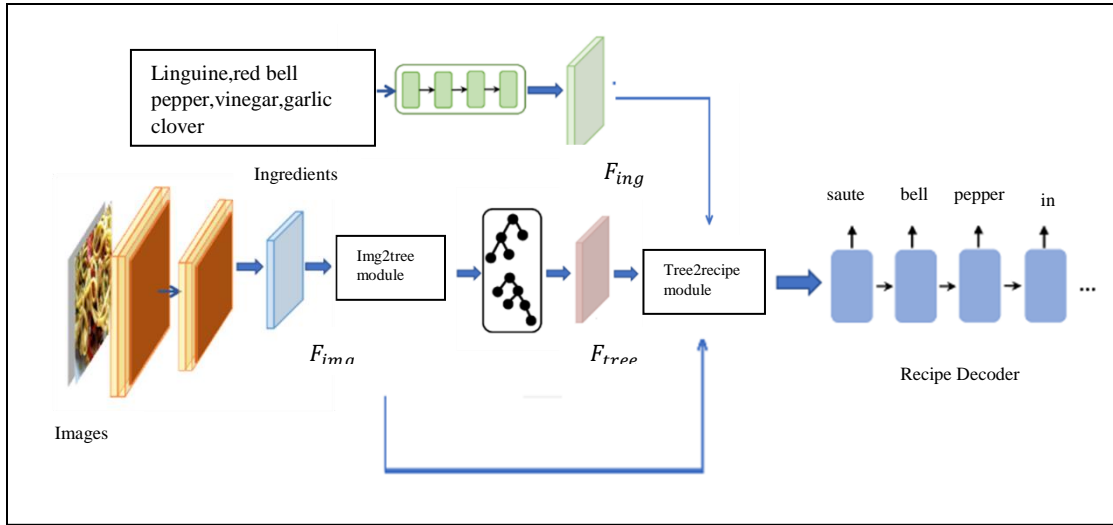 Linguine,red bell
pepper,vinegar,garlic
clover
Ingredients
F_ing
saute
bell
pepper
in
Img2tree
module
Tree2recipe
module
...
F_img
F_tree
Recipe Decoder
Images